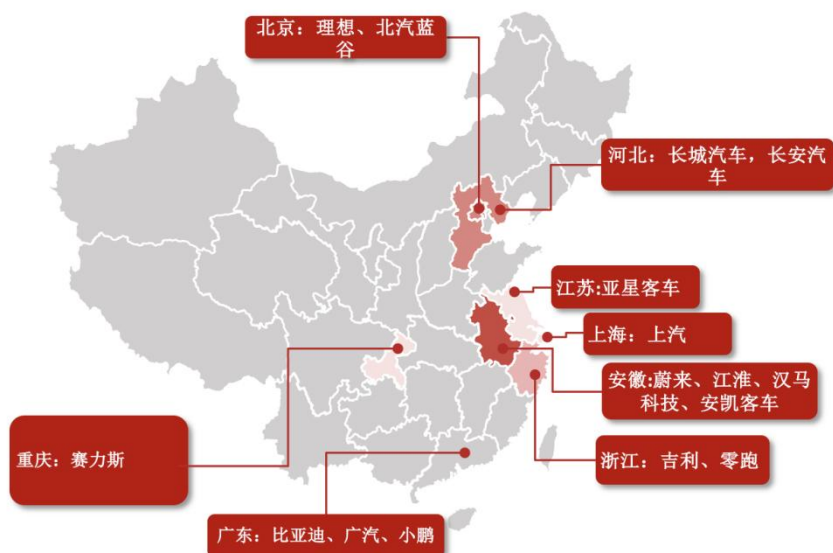 北京：理想、北汽蓝
谷
河北：长城汽车，长安汽
车
江苏:亚星客车
上海：上汽
安徽:蔚来、江淮、汉马
科技、安凯客车
重庆：赛力斯
浙江：吉利、零跑
广东：比亚迪、广汽、小鹏